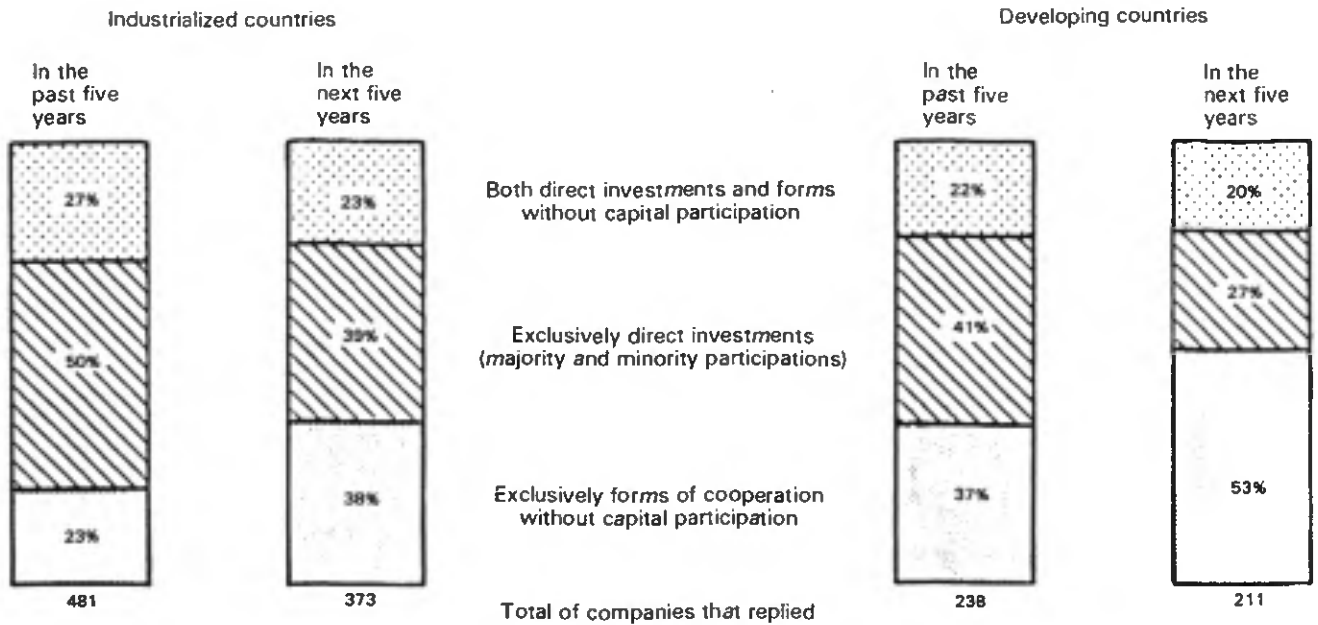 Industrialized countries
Developing countries
In the
past five
years
In the
next five
years
In the
past five
years
In the
next five
years
27%
23%
Both direct investments and forms
without capital participation
22%
20%
50%
39%
Exclusively direct investments
(majority and minority participations)
41%
27%
23%
38%
Exclusively forms of cooperation
without capital participation
37%
53%
481
373
Total of companies that replied
238
211